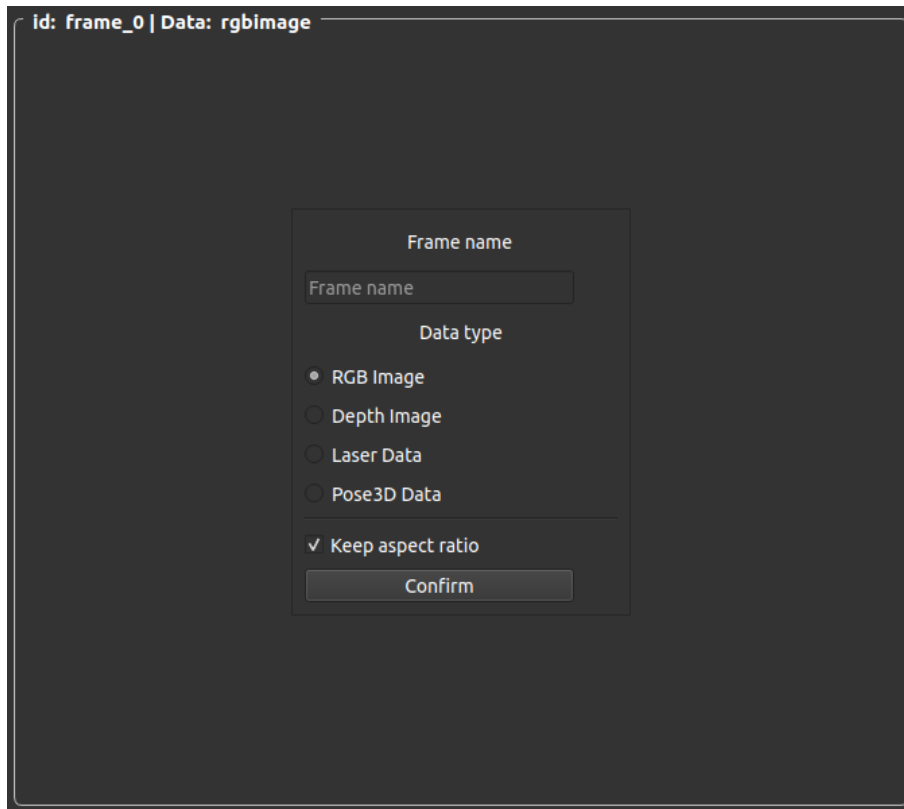 id: frame_0 | Data: rgbimage
Frame name
Frame name
Data type
RGB Image
Depth Image
Laser Data
Pose3D Data
Keep aspect ratio
Confirm